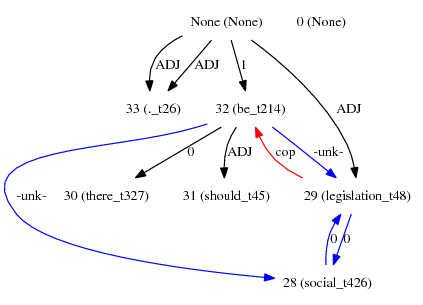 None (None) 0 (None)
ADJ ADJ 1 ADJ
33 (._t26) 32 (be_t214)
0 ADJ cop -unk-
-unk- 30 (there_t327) 31 (should_t45) 29 (legislation_t48)
0 0
28 (social_t426)